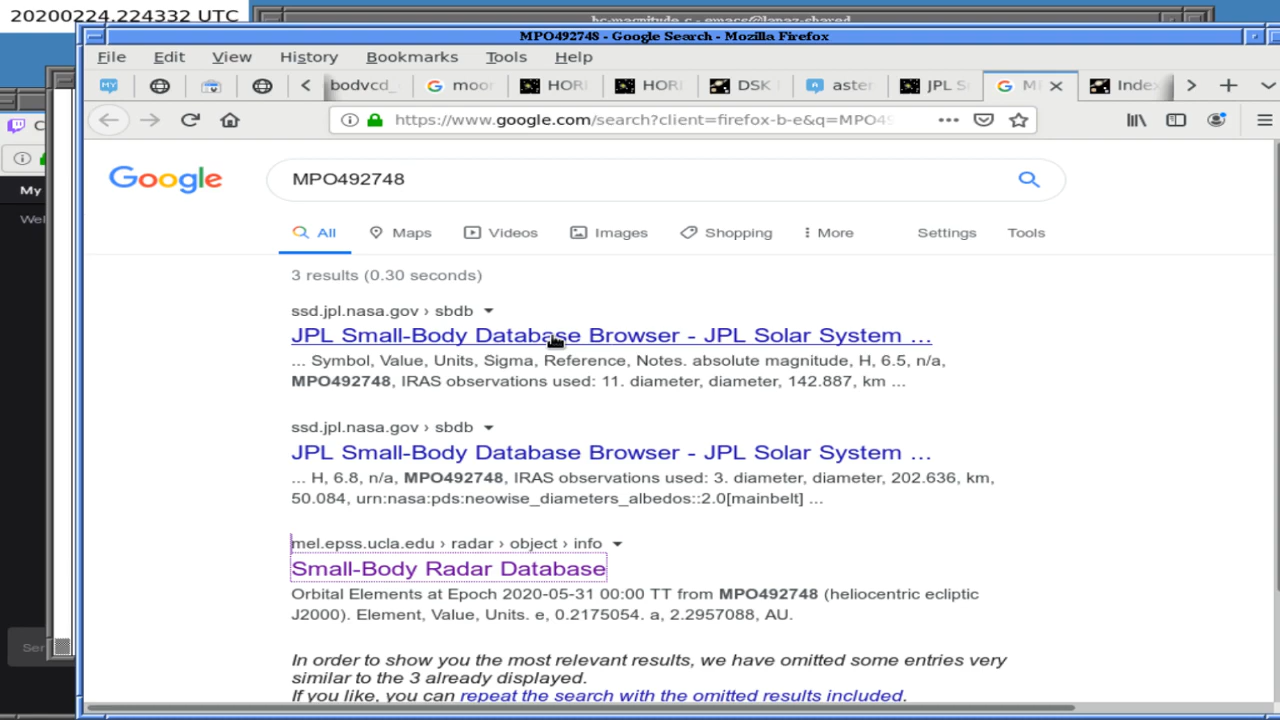 20200224.224332 UTC
bc-magnitude.c - emacs@lapaz-shared
MPO492748 - Google Search - Mozilla Firefox
File Edit View History Bookmarks Tools Help
bodvcd_ moor HORI HORI DSK aster JPL S M Index
https://www.google.com/search?client=firefox-b-e&q=MPO49
My
Wel
Google
MPO492748
All Maps Videos Images Shopping More Settings Tools
3 results (0.30 seconds)
ssd.jpl.nasa.gov › sbdb
JPL Small-Body Database Browser - JPL Solar System ...
... Symbol, Value, Units, Sigma, Reference, Notes. absolute magnitude, H, 6.5, n/a,
MPO492748, IRAS observations used: 11. diameter, diameter, 142.887, km ...
ssd.jpl.nasa.gov › sbdb
JPL Small-Body Database Browser - JPL Solar System ...
... H, 6.8, n/a, MPO492748, IRAS observations used: 3. diameter, diameter, 202.636, km,
50.084, urn:nasa:pds:neowise_diameters_albedos::2.0[mainbelt] ...
mel.epss.ucla.edu › radar › object › info
Small-Body Radar Database
Orbital Elements at Epoch 2020-05-31 00:00 TT from MPO492748 (heliocentric ecliptic
J2000). Element, Value, Units. e, 0.2175054. a, 2.2957088, AU.
Ser
In order to show you the most relevant results, we have omitted some entries very
similar to the 3 already displayed.
If you like, you can repeat the search with the omitted results included.